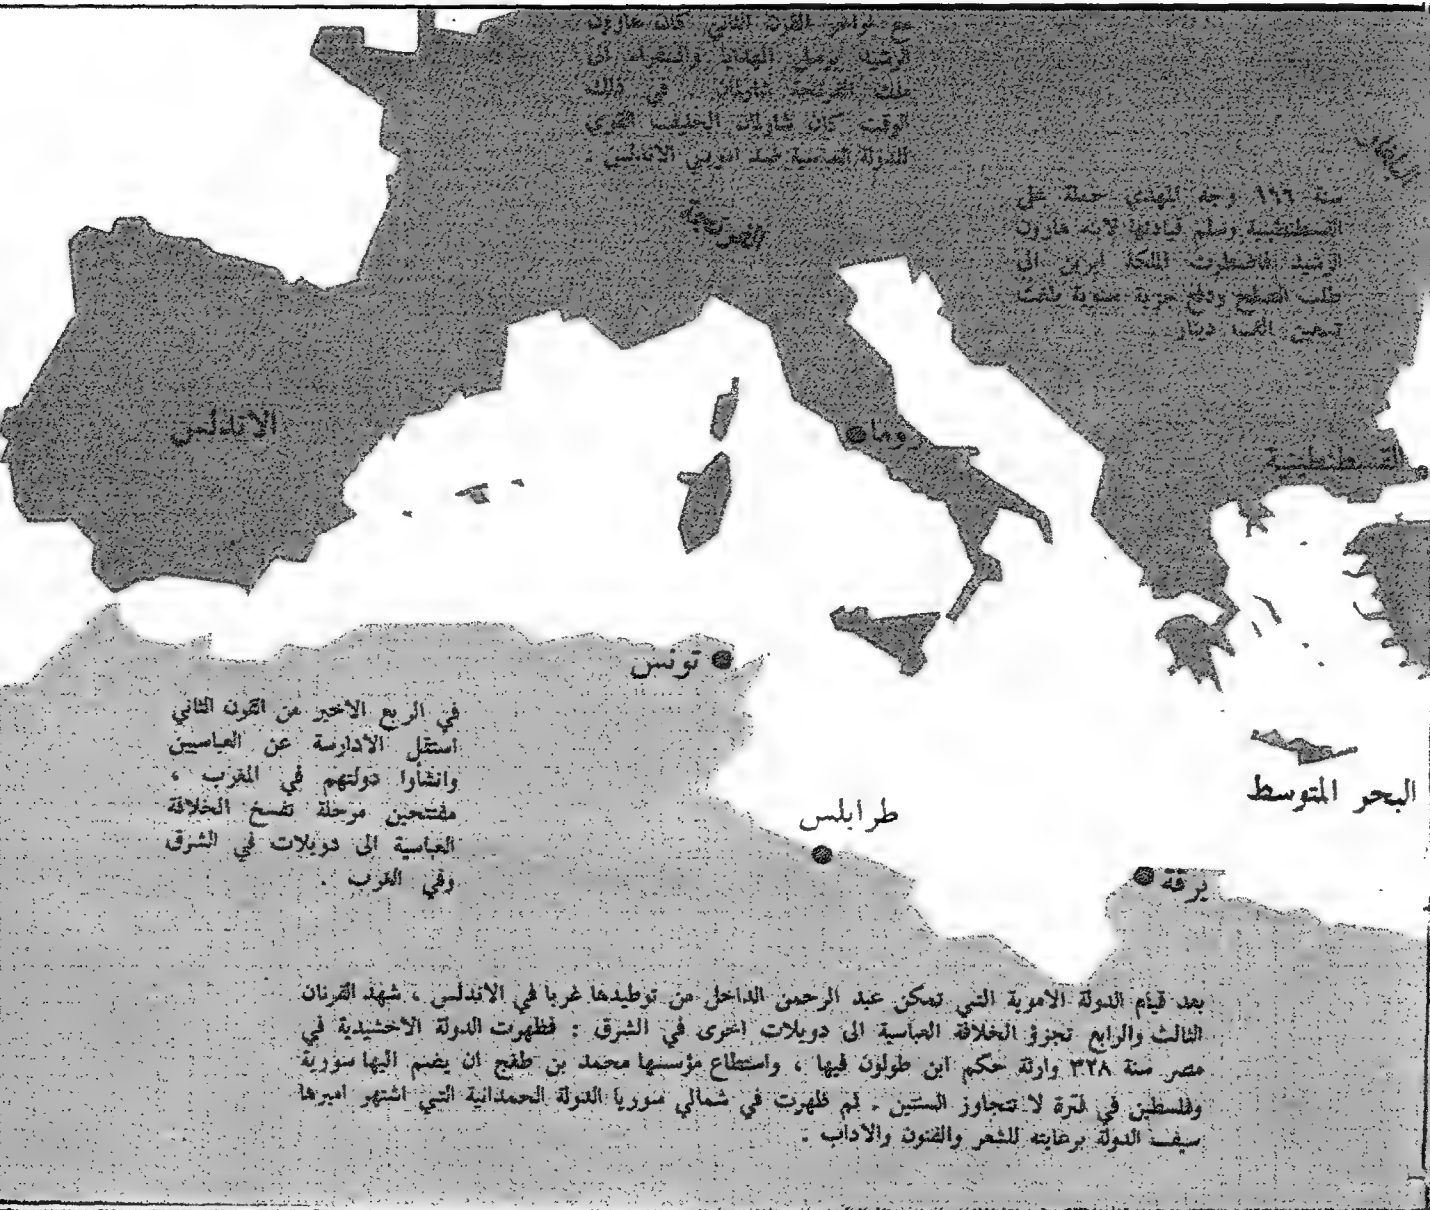 مع أواخر القرن الثاني كان هارون
الرشيد يرسل الهدايا والسفراء الى
ملك الفرنجة شارلمان . في ذلك
الوقت كان شارلمان الحليف القوي
للدولة العباسية ضد امويي الاندلس .
البلغار
سنة ١٦٦ وجه المهدي حملة على
القسطنطينية وسلم قيادتها لابنه هارون
الرشيد فاضطرت الملكة ايرين الى
طلب الصلح ودفع جزية سنوية بلغت
تسعين الف دينار
الفرنجة
الاندلس
روما
القسطنطينية
تونس
في الربع الاخير من القرن الثاني
استقل الادارسة عن العباسيين
وانشأوا دولتهم في المغرب ،
مفتتحين مرحلة تفسخ الخلافة
العباسية الى دويلات في الشرق
وفي الغرب .
البحر المتوسط
طرابلس
برقة
بعد قيام الدولة الاموية التي تمكن عبد الرحمن الداخل من توطيدها غربا في الاندلس ، شهد القرنان
الثالث والرابع تجزؤ الخلافة العباسية الى دويلات اخرى في الشرق : فظهرت الدولة الاخشيدية في
مصر سنة ٣٢٨ وارثة حكم ابن طولون فيها ، واستطاع مؤسسها محمد بن طفج ان يضم اليها سورية
وفلسطين في فترة لا تتجاوز السنتين . ثم ظهرت في شمالي سوريا الدولة الحمدانية التي اشتهر اميرها
سيف الدولة برعايته للشعر والفنون والاداب .